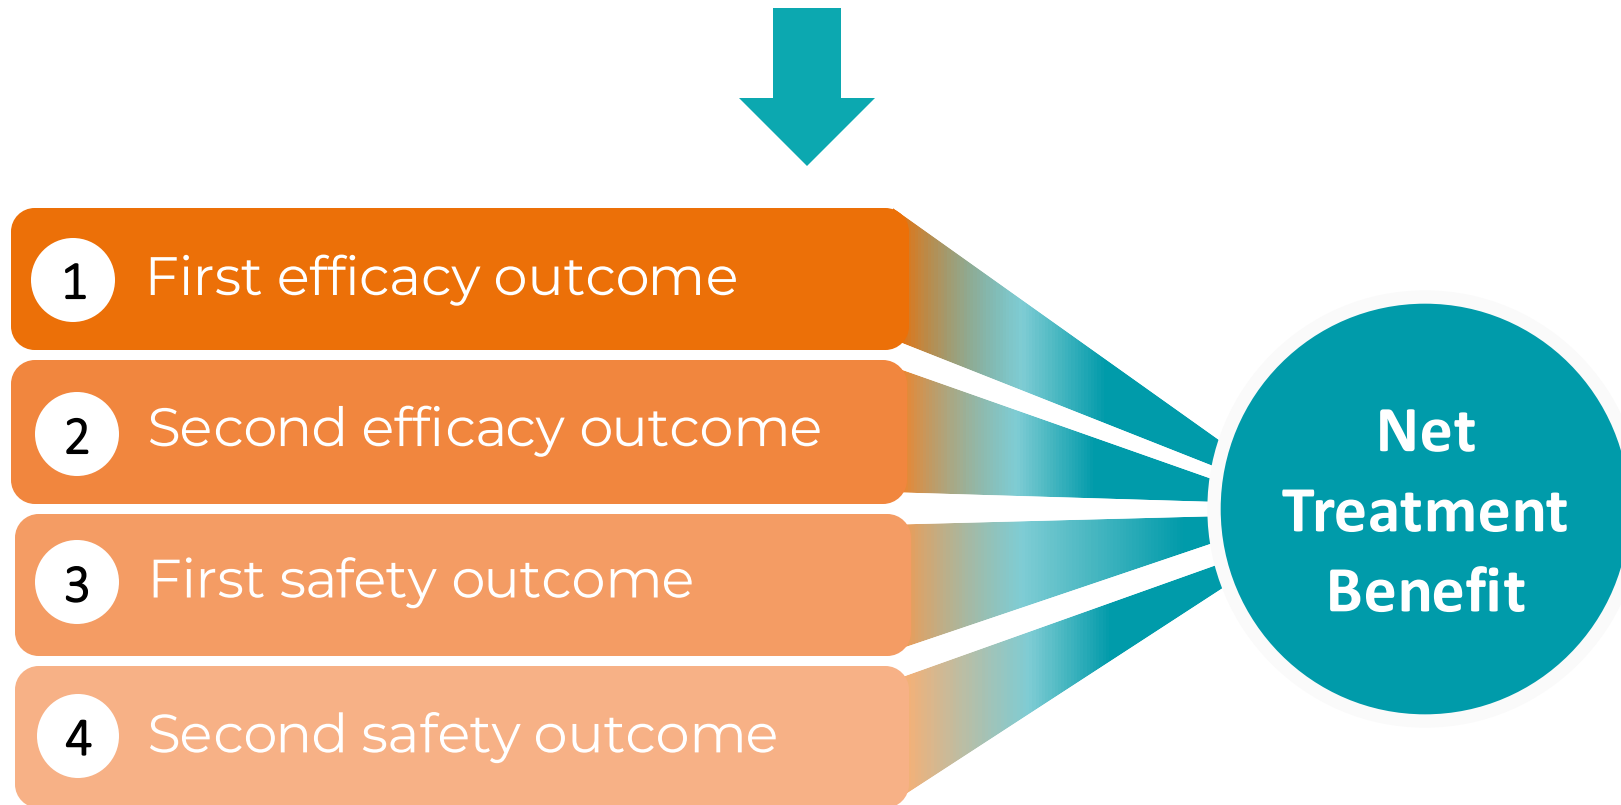 1 First efficacy outcome
2 Second efficacy outcome
3 First safety outcome
4 Second safety outcome
Net
Treatment
Benefit